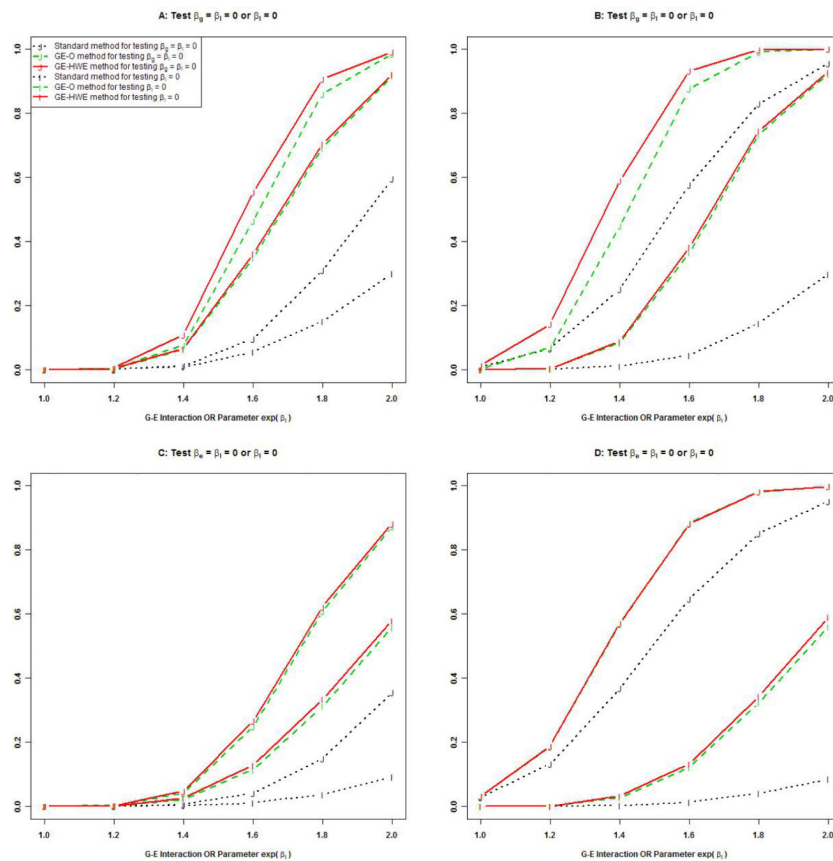 A: Test βg = βI = 0 or βI = 0
1.0
0.8
0.6
0.4
0.2
0.0
Standard method for testing βg = βI = 0
GE-O method for testing βg = βI = 0
GE-HWE method for testing βg = βI = 0
Standard method for testing βI = 0
GE-O method for testing βI = 0
GE-HWE method for testing βI = 0
1.0 1.2 1.4 1.6 1.8 2.0
G-E Interaction OR Parameter exp( βI )
B: Test βg = βI = 0 or βI = 0
1.0
0.8
0.6
0.4
0.2
0.0
1.0 1.2 1.4 1.6 1.8 2.0
G-E Interaction OR Parameter exp( βI )
C: Test βe = βI = 0 or βI = 0
1.0
0.8
0.6
0.4
0.2
0.0
1.0 1.2 1.4 1.6 1.8 2.0
G-E Interaction OR Parameter exp( βI )
D: Test βe = βI = 0 or βI = 0
1.0
0.8
0.6
0.4
0.2
0.0
1.0 1.2 1.4 1.6 1.8 2.0
G-E Interaction OR Parameter exp( βI )